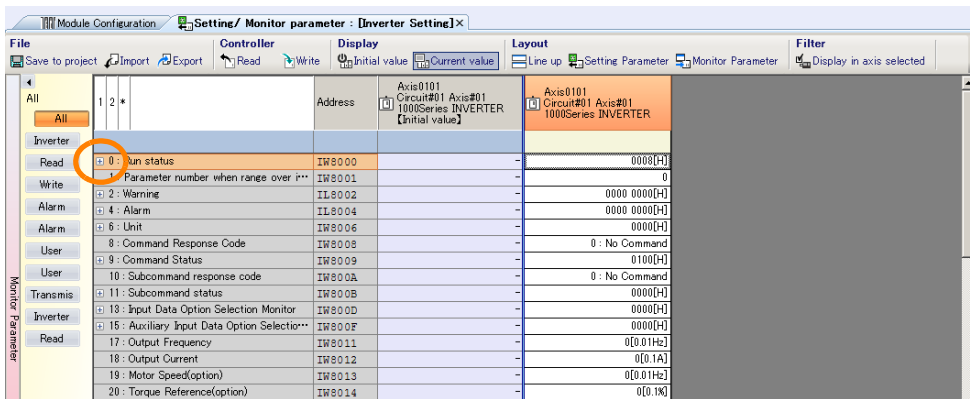 Module Configuration Setting/ Monitor parameter : [Inverter Setting]×
File Controller Display Layout Filter
Save to project Import Export Read Write Initial value Current value Line up Setting Parameter Monitor Parameter Display in axis selected
All
All
Inverter
Read
Write
Alarm
Alarm
User
User
Transmis
Inverter
Read
Monitor Parameter
1 2 * Address
Axis0101
Circuit#01 Axis#01
1000Series INVERTER
【Initial value】
Axis0101
Circuit#01 Axis#01
1000Series INVERTER
0 : Run status IW8000 - 0008[H]
Parameter number when range over i··· IW8001 - 0
2 : Warning IL8002 - 0000 0000[H]
4 : Alarm IL8004 - 0000 0000[H]
6 : Unit IW8006 - 0000[H]
8 : Command Response Code IW8008 - 0 : No Command
9 : Command Status IW8009 - 0100[H]
10 : Subcommand response code IW800A - 0 : No Command
11 : Subcommand status IW800B - 0000[H]
13 : Input Data Option Selection Monitor IW800D - 0000[H]
15 : Auxiliary Input Data Option Selectio··· IW800F - 0000[H]
17 : Output Frequency IW8011 - 0[0.01Hz]
18 : Output Current IW8012 - 0[0.1A]
19 : Motor Speed(option) IW8013 - 0[0.01Hz]
20 : Torque Reference(option) IW8014 - 0[0.1%]